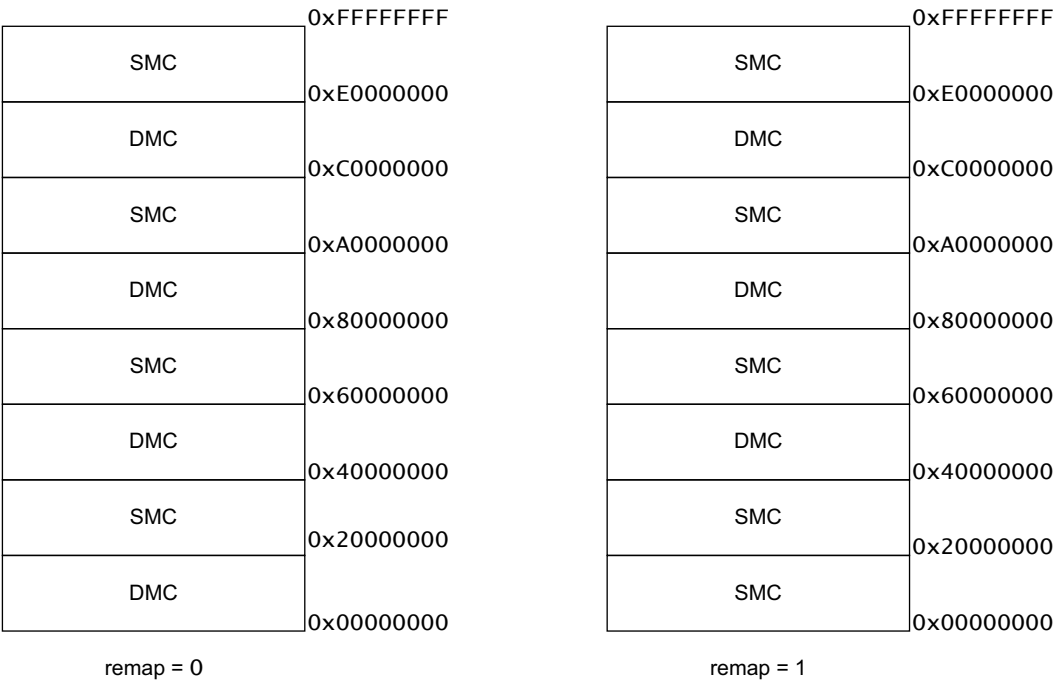 0xFFFFFFFF
SMC
0xE0000000
DMC
0xC0000000
SMC
0xA0000000
DMC
0x80000000
SMC
0x60000000
DMC
0x40000000
SMC
0x20000000
DMC
0x00000000
remap = 0
0xFFFFFFFF
SMC
0xE0000000
DMC
0xC0000000
SMC
0xA0000000
DMC
0x80000000
SMC
0x60000000
DMC
0x40000000
SMC
0x20000000
SMC
0x00000000
remap = 1